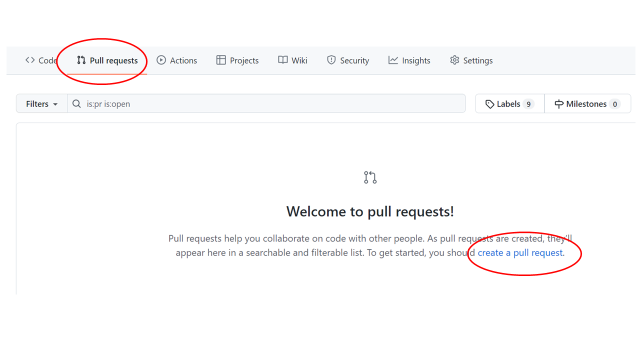 Code Pull requests Actions Projects Wiki Security Insights Settings
Filters is:pr is:open Labels 9 Milestones 0
Welcome to pull requests!
Pull requests help you collaborate on code with other people. As pull requests are created, they'll
appear here in a searchable and filterable list. To get started, you should create a pull request.